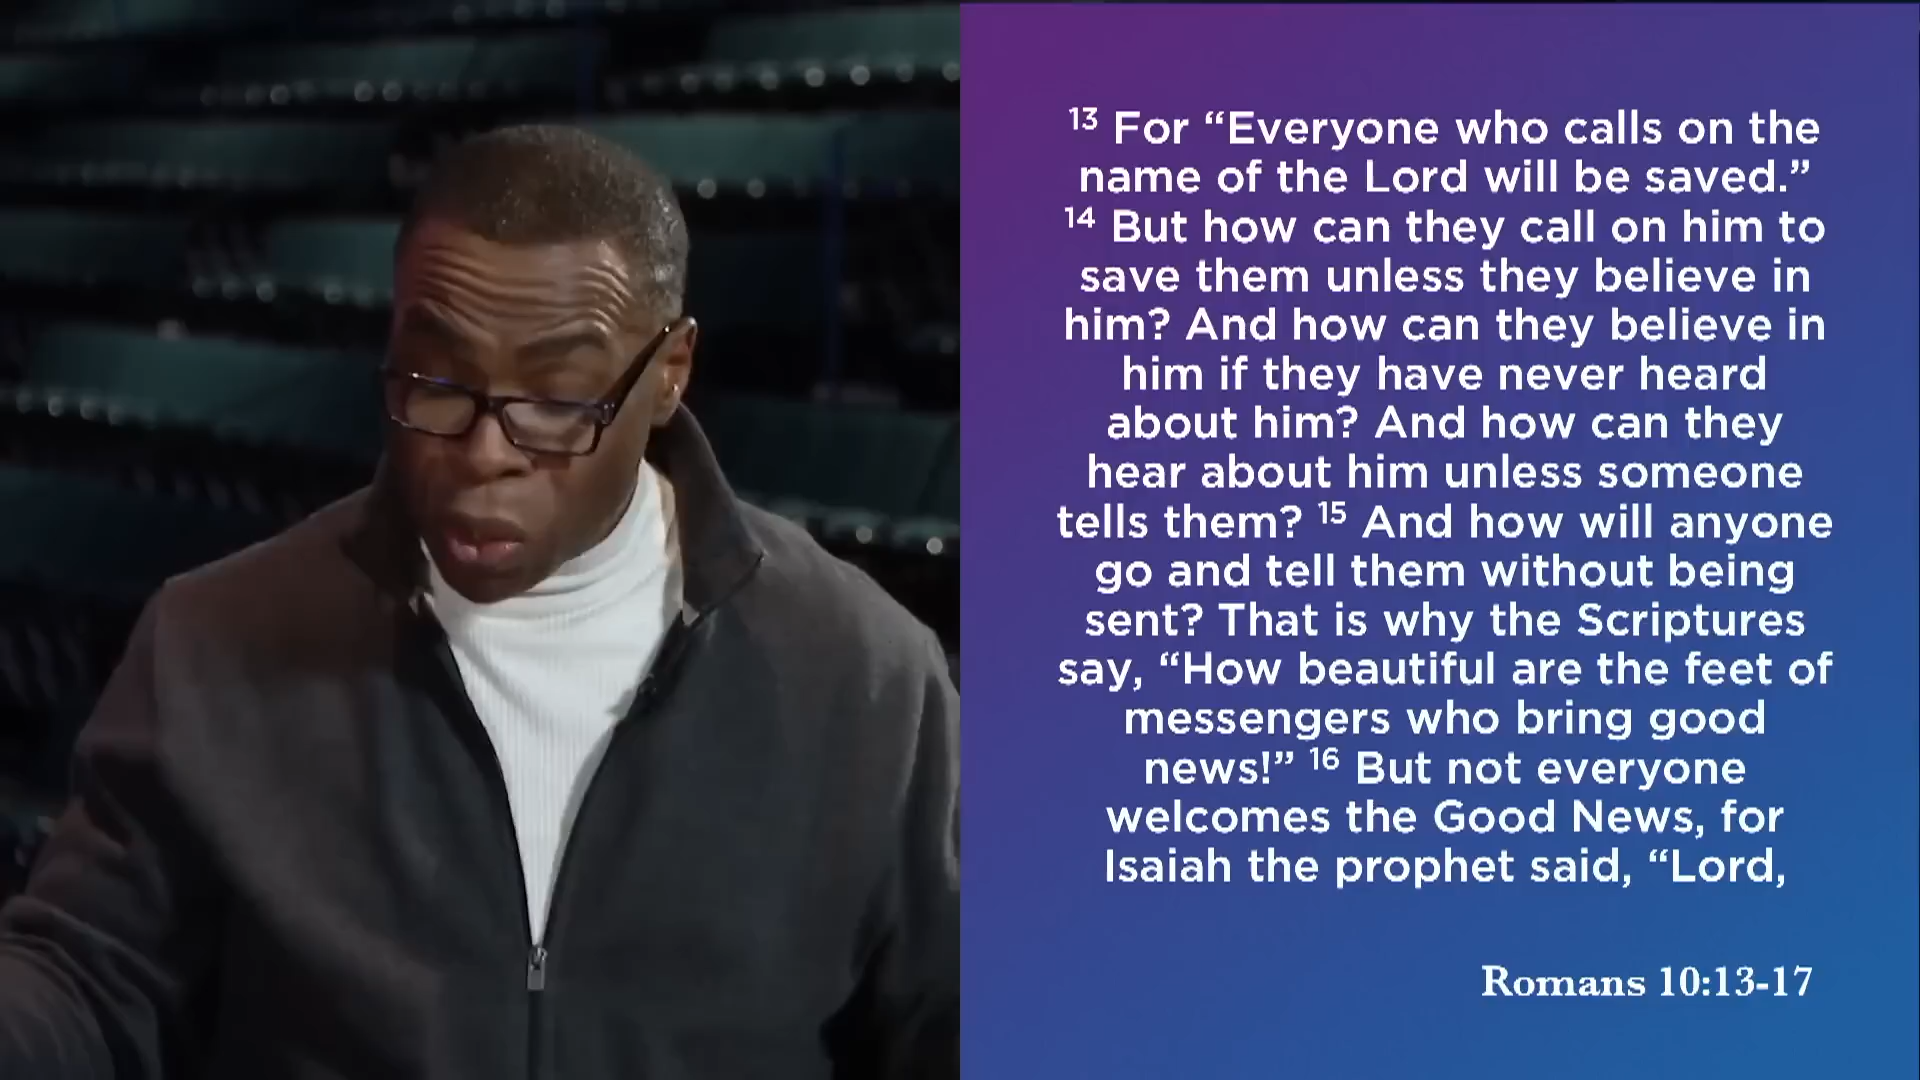 13 For “Everyone who calls on the
name of the Lord will be saved.”
14 But how can they call on him to
save them unless they believe in
him? And how can they believe in
him if they have never heard
about him? And how can they
hear about him unless someone
tells them? 15 And how will anyone
go and tell them without being
sent? That is why the Scriptures
say, “How beautiful are the feet of
messengers who bring good
news!” 16 But not everyone
welcomes the Good News, for
Isaiah the prophet said, “Lord,
Romans 10:13-17